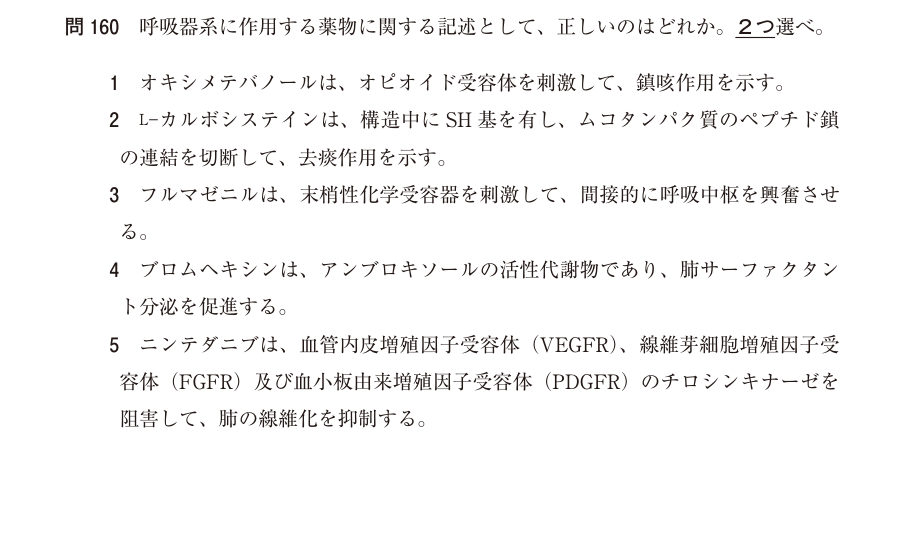 問 160　呼吸器系に作用する薬物に関する記述として、正しいのはどれか。２つ選べ。
1　オキシメテバノールは、オピオイド受容体を刺激して、鎮咳作用を示す。
2　L-カルボシステインは、構造中に SH 基を有し、ムコタンパク質のペプチド鎖
の連結を切断して、去痰作用を示す。
3　フルマゼニルは、末梢性化学受容器を刺激して、間接的に呼吸中枢を興奮させ
る。
4　ブロムヘキシンは、アンブロキソールの活性代謝物であり、肺サーファクタン
ト分泌を促進する。
5　ニンテダニブは、血管内皮増殖因子受容体（VEGFR）、線維芽細胞増殖因子受
容体（FGFR）及び血小板由来増殖因子受容体（PDGFR）のチロシンキナーゼを
阻害して、肺の線維化を抑制する。